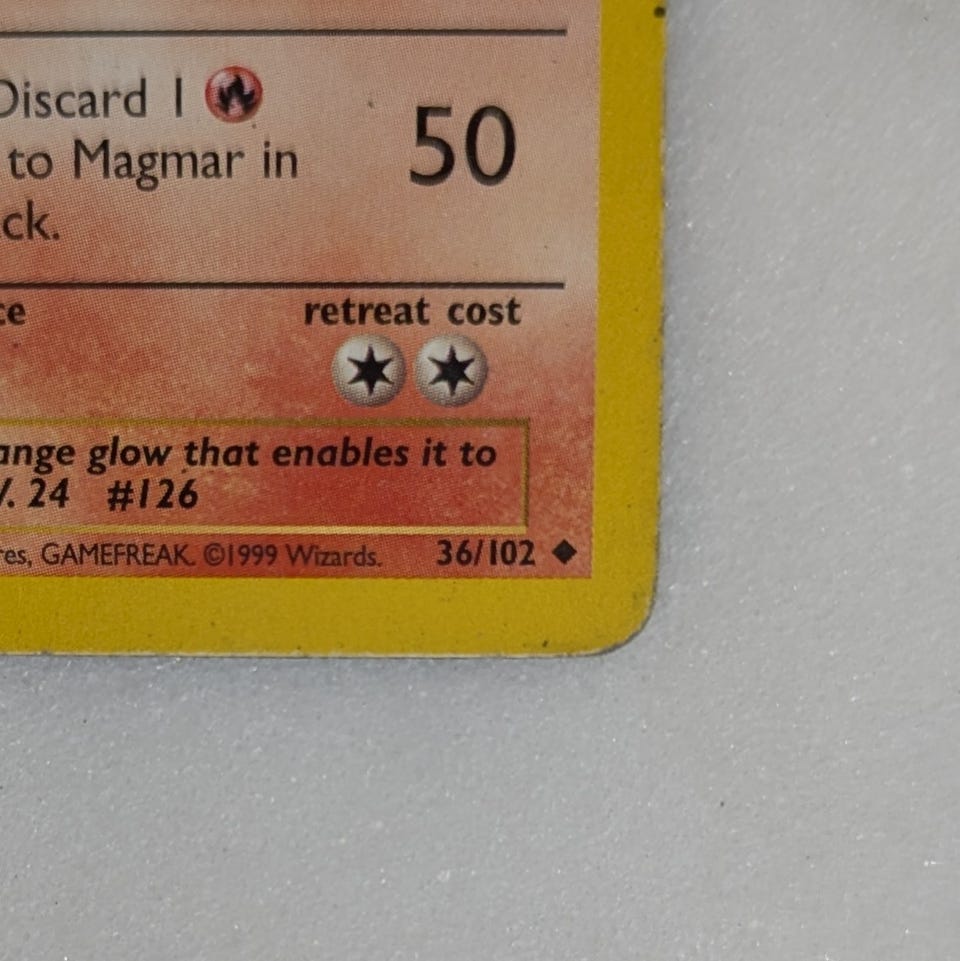 Discard 1
to Magmar in
50
ck.
ce
retreat cost
ange glow that enables it to
V. 24 #126
res, GAMEFREAK. ©1999 Wizards. 36/102